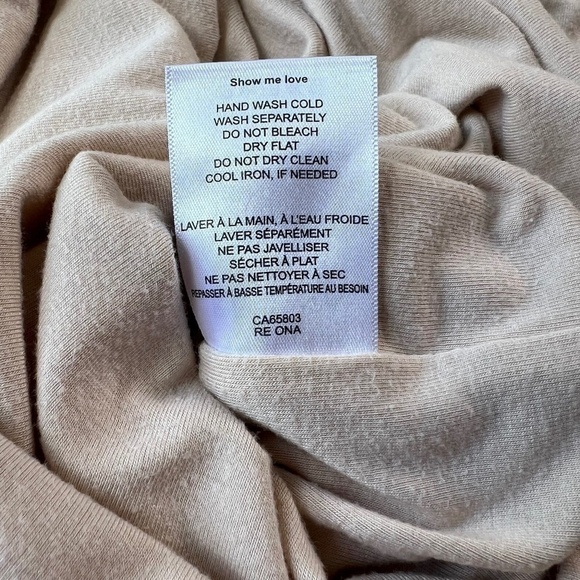 Show me love
HAND WASH COLD
WASH SEPARATELY
DO NOT BLEACH
DRY FLAT
DO NOT DRY CLEAN
COOL IRON, IF NEEDED
LAVER À LA MAIN, À L'EAU FROIDE
LAVER SÉPARÉMENT
NE PAS JAVELLISER
SÉCHER À PLAT
NE PAS NETTOYER À SEC
REPASSER À BASSE TEMPÉRATURE AU BESOIN
CA65803
RE ONA